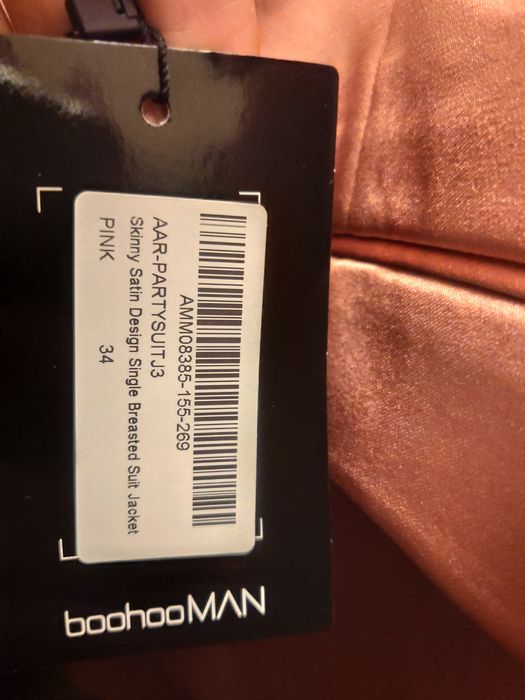 AMM08385-155-269
AAR-PARTYSUITJ3
Skinny Satin Design Single Breasted Suit Jacket
PINK 34
boohooMAN